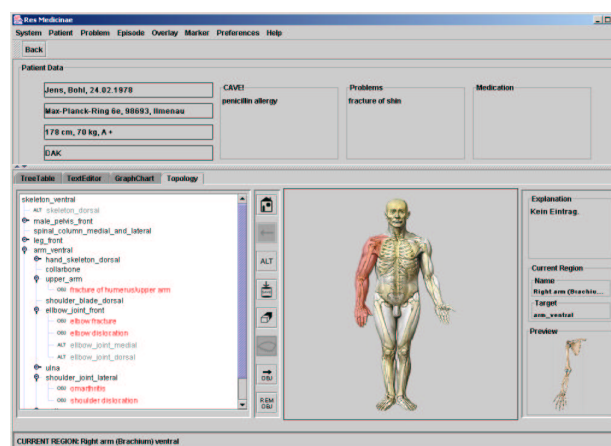 Rex Medicinae
System Patient Problem Episode Overlay Marker Preferences Help
Back
Patient Data
Jens, Bohl, 24.02.1978
Max-Planck-Ring 6e, 98693, Ilmenau
178 cm, 70 kg, A +
DAK
CAVE!
penicillin allergy
Problems
fracture of shin
Medication
TreeTable TextEditor GraphChart Topology
skeleton_ventral
ALT skeleton_dorsal
male_pelvis_front
spinal_column_medial_and_lateral
leg_front
arm_ventral
hand_skeleton_dorsal
collarbone
upper_arm
OBJ fracture of humerus/upper arm
shoulder_blade_dorsal
ellbow_joint_front
OBJ elbow fracture
OBJ elbow dislocation
ALT ellbow_joint_medial
ALT ellbow_joint_dorsal
ulna
shoulder_joint_lateral
OBJ omarthritis
OBJ shoulder dislocation
ALT
OBJ
REM
OBJ
Explanation
Kein Eintrag.
Current Region
Name
Right arm (Brachiu...
Target
arm_ventral
Preview
CURRENT REGION: Right arm (Brachium) ventral